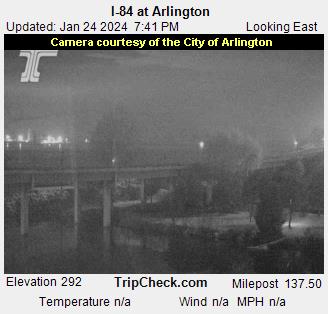 I-84 at Arlington
Updated: Jan 24 2024 7:41 PM Looking East
Camera courtesy of the City of Arlington
Elevation 292 TripCheck.com Milepost 137.50
Temperature n/a Wind n/a MPH n/a